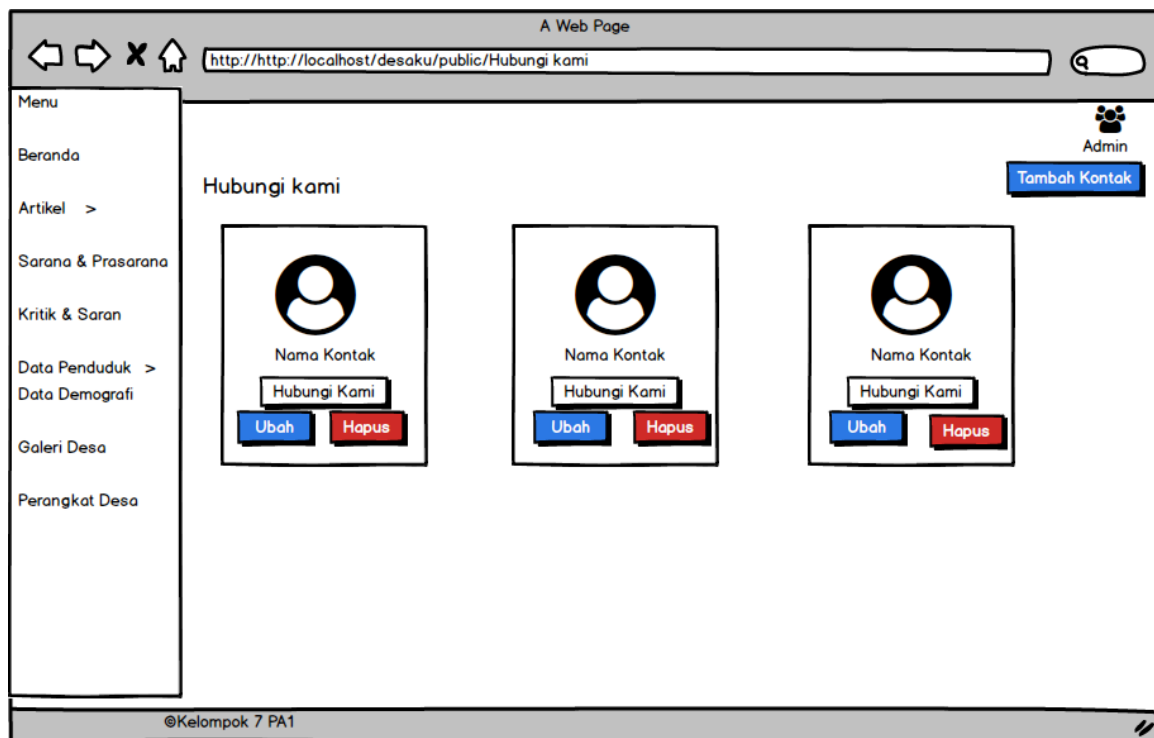 A Web Page
http://http://localhost/desaku/public/Hubungi kami
Menu
Beranda
Artikel >
Sarana & Prasarana
Kritik & Saran
Data Penduduk >
Data Demografi
Galeri Desa
Perangkat Desa
Admin
Tambah Kontak
Hubungi kami
Nama Kontak
Hubungi Kami
Ubah Hapus
Nama Kontak
Hubungi Kami
Ubah Hapus
Nama Kontak
Hubungi Kami
Ubah Hapus
©Kelompok 7 PA1